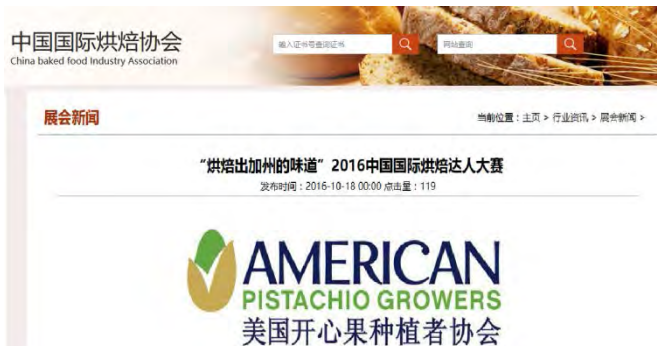 中国国际烘焙协会
China baked food Industry Association
输入证书号查询证书
网站查询
展会新闻
当前位置：主页 > 行业资讯 > 展会新闻 >
“烘焙出加州的味道”2016中国国际烘焙达人大赛
发布时间：2016-10-18 00:00 点击量：119
AMERICAN
PISTACHIO GROWERS
美国开心果种植者协会